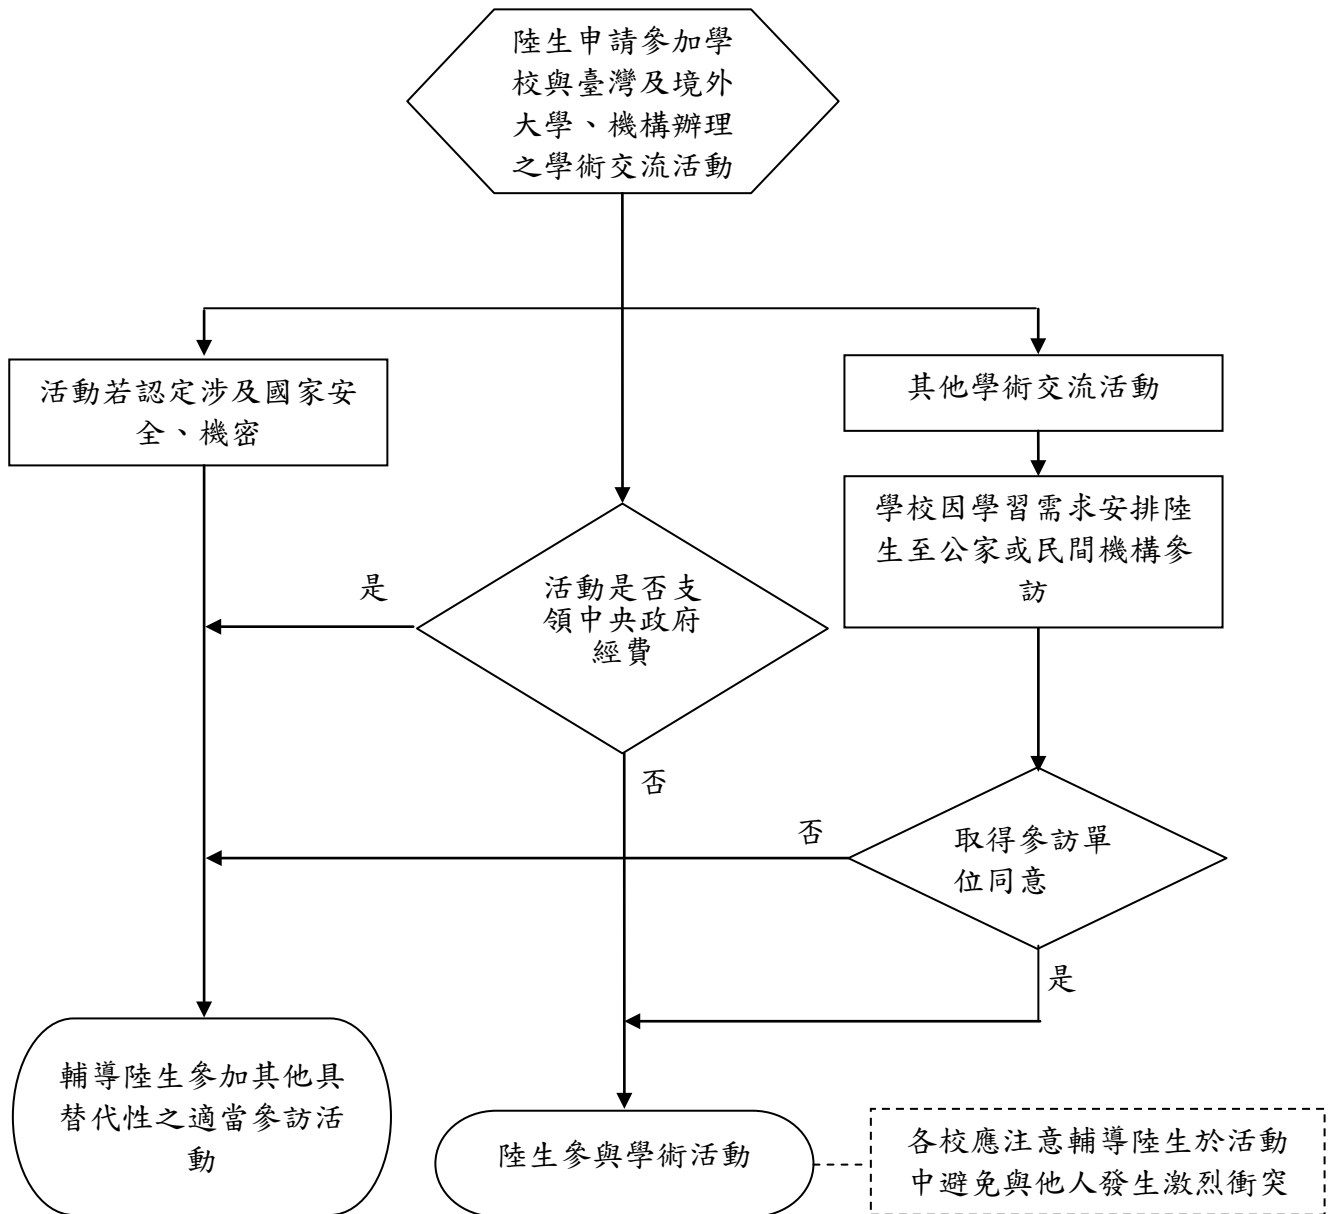 陸生申請參加學
校與臺灣及境外
大學、機構辦理
之學術交流活動
活動若認定涉及國家安
全、機密
其他學術交流活動
學校因學習需求安排陸
生至公家或民間機構參
訪
是
活動是否支
領中央政府
經費
否
否
取得參訪單
位同意
是
輔導陸生參加其他具
替代性之適當參訪活
動
陸生參與學術活動
各校應注意輔導陸生於活動
中避免與他人發生激烈衝突